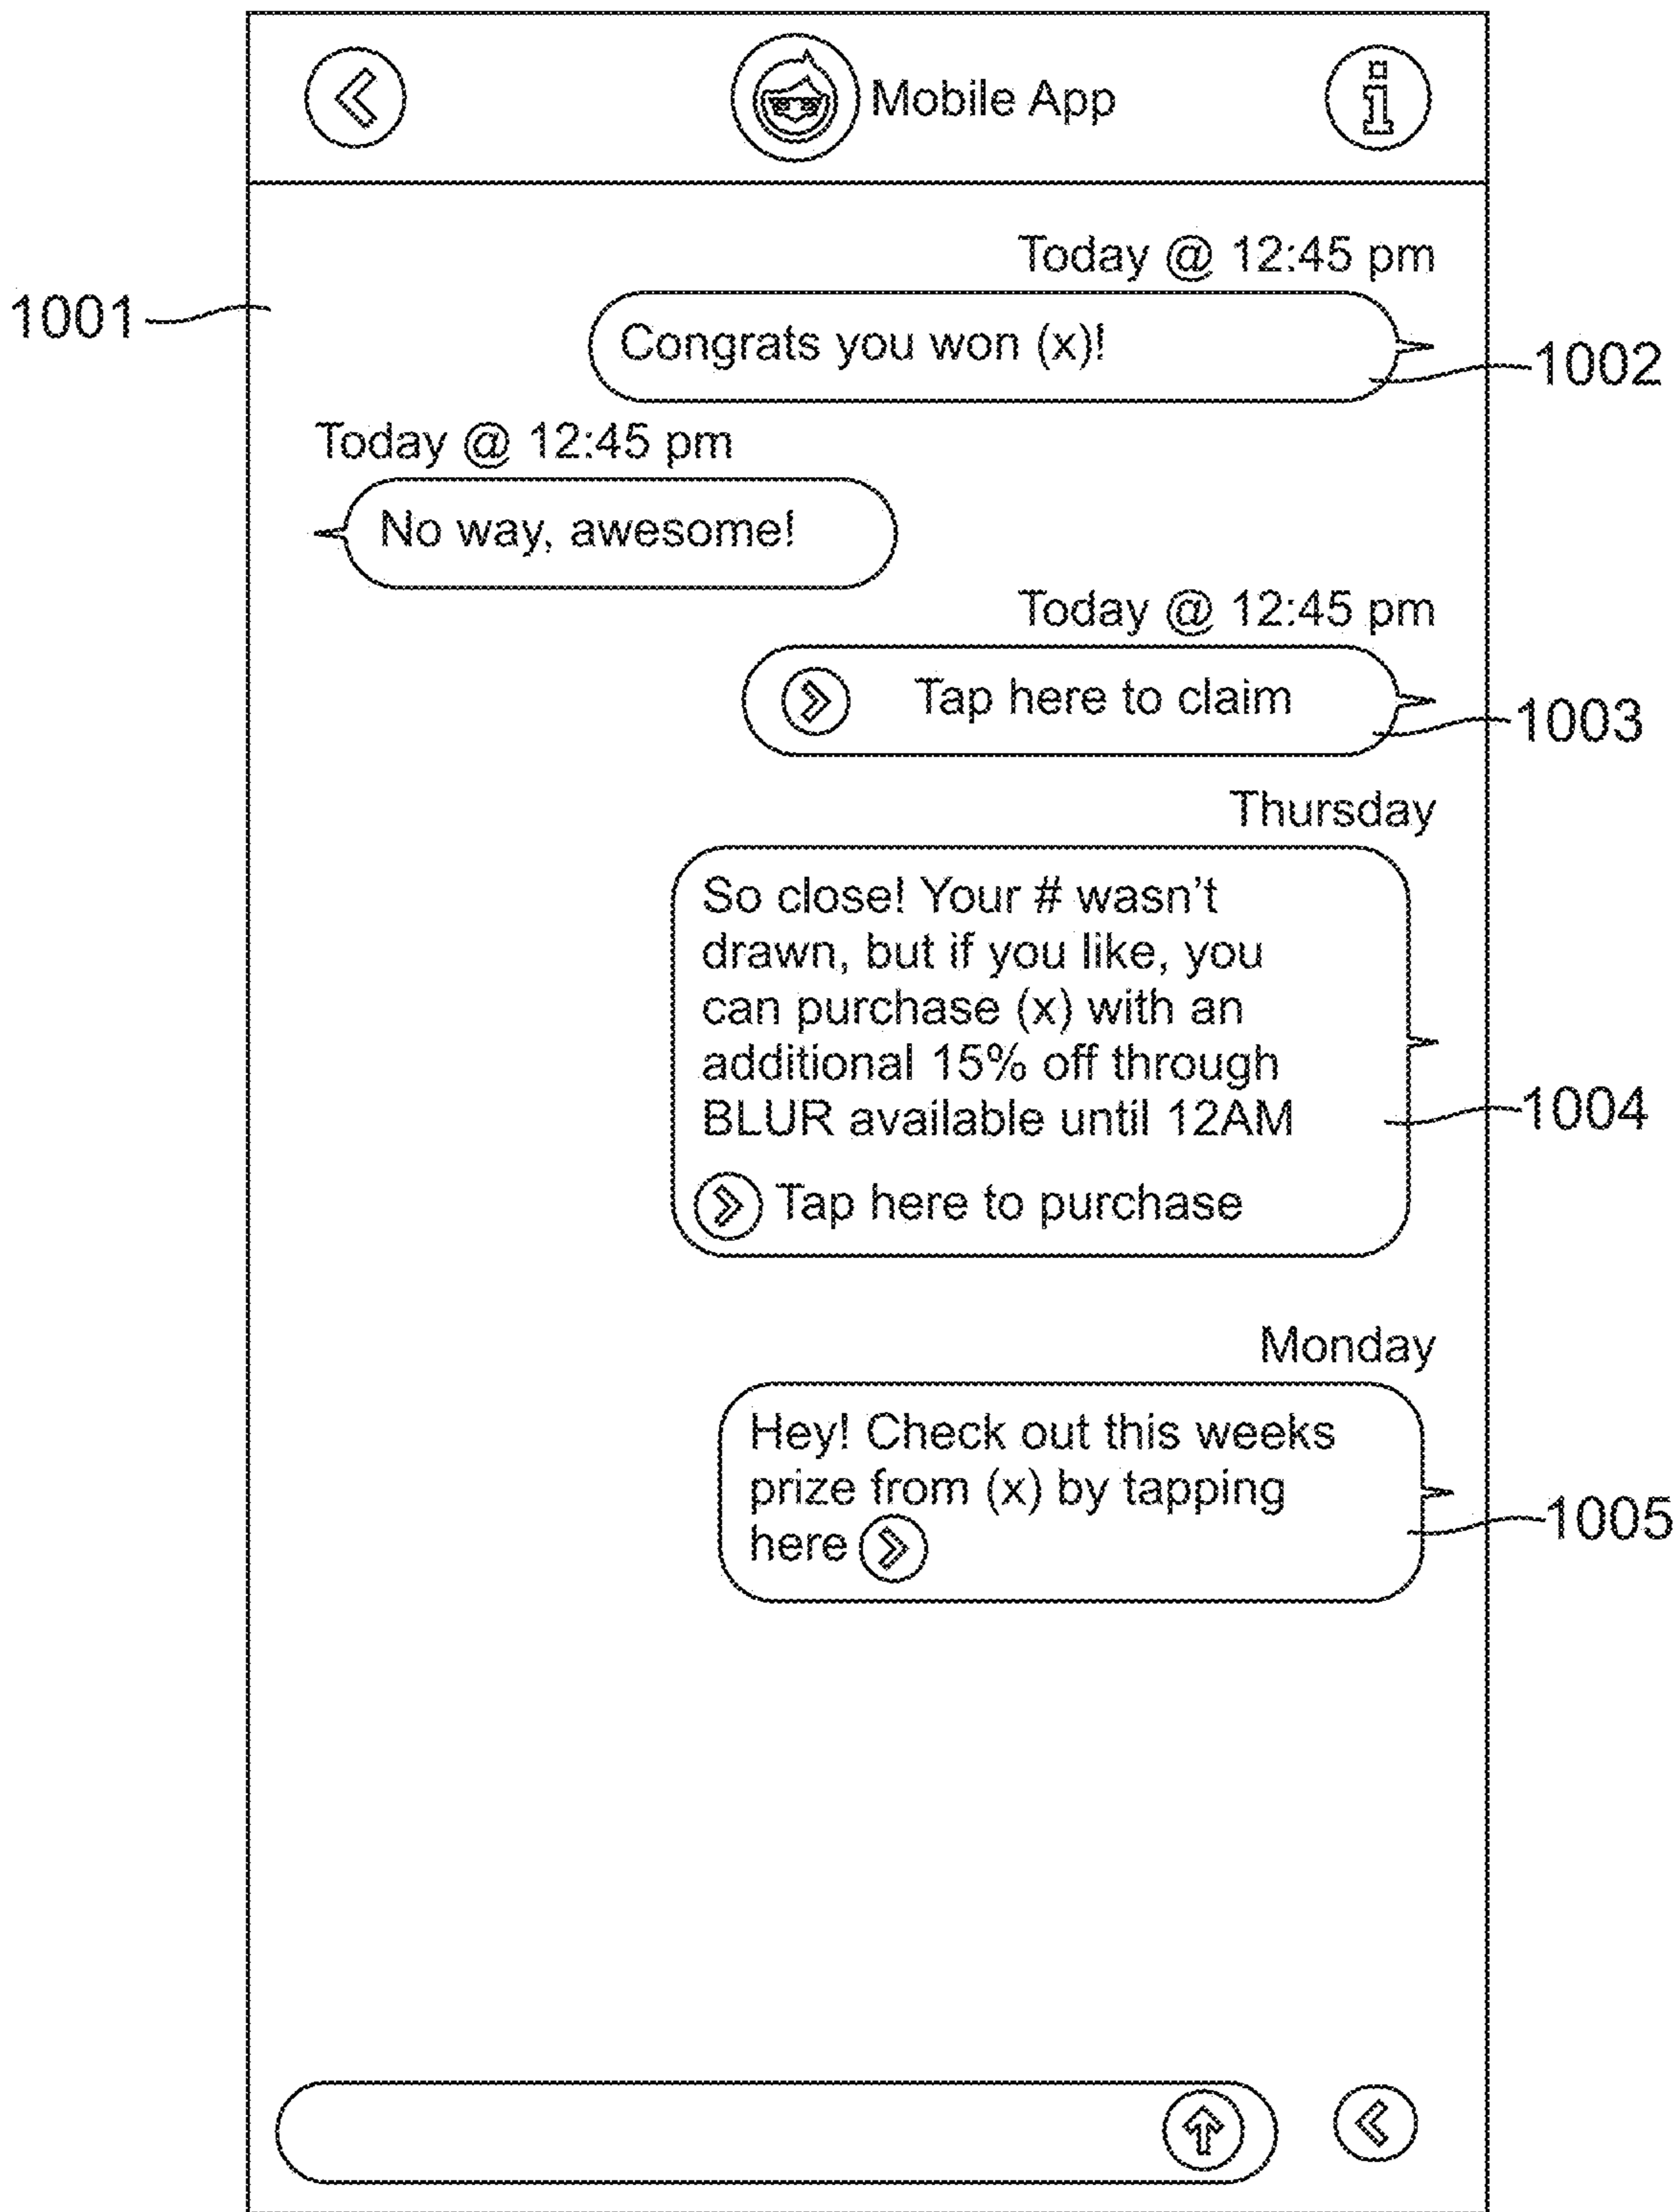 Mobile App
i
Today @ 12:45 pm
1001
Congrats you won (x)!
1002
Today @ 12:45 pm
No way, awesome!
Today @ 12:45 pm
Tap here to claim
1003
Thursday
So close! Your # wasn't
drawn, but if you like, you
can purchase (x) with an
additional 15% off through
BLUR available until 12AM
1004
Tap here to purchase
Monday
Hey! Check out this weeks
prize from (x) by tapping
here
1005